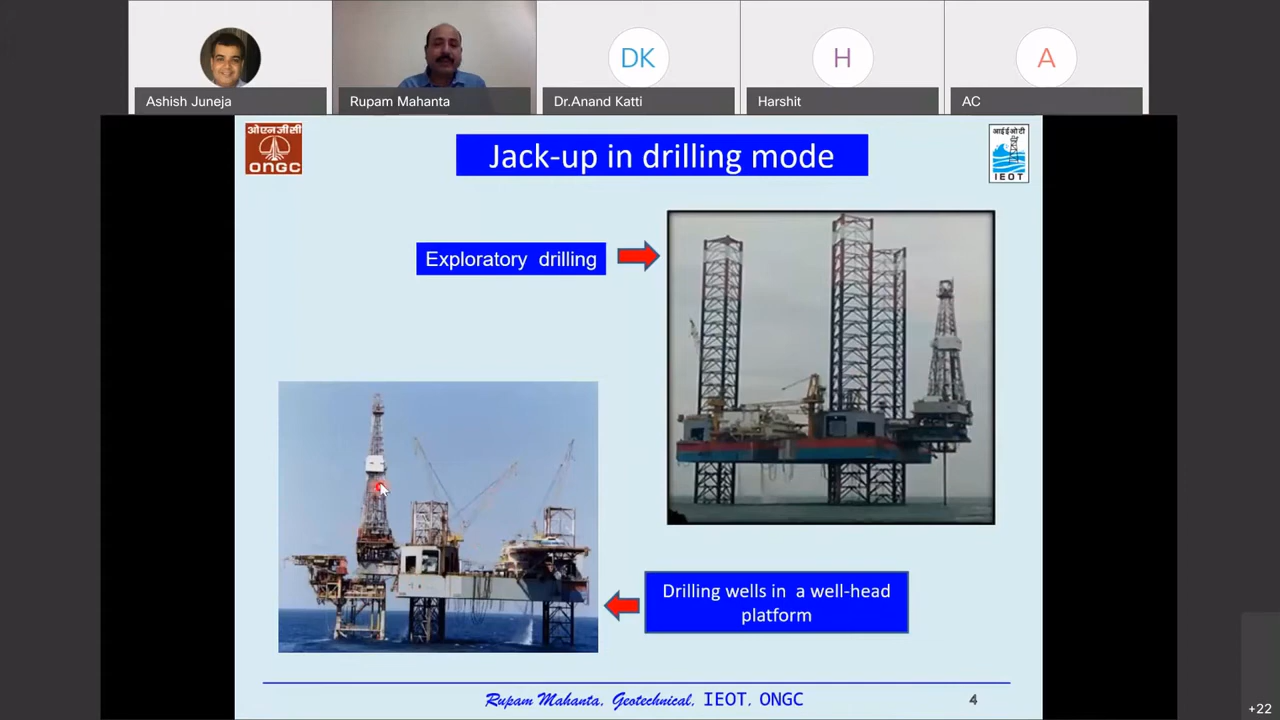 DK
H
A
Ashish Juneja
Rupam Mahanta
Dr.Anand Katti
Harshit
AC
ओएनजीसी
ONGC
Jack-up in drilling mode
आईईओटी
IEOT
Exploratory drilling
Drilling wells in a well-head
platform
Rupam Mahanta, Geotechnical, IEOT, ONGC
4
+22